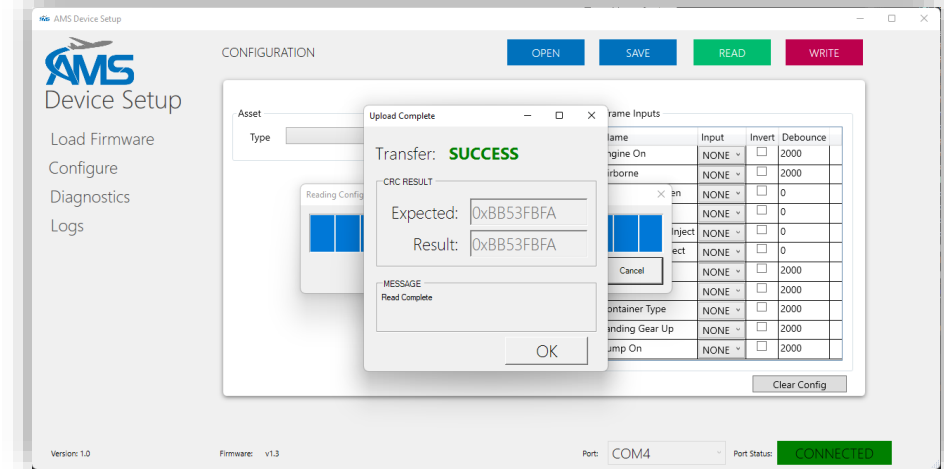 AMS AMS Device Setup
AMS
Device Setup
Load Firmware
Configure
Diagnostics
Logs
CONFIGURATION
OPEN SAVE READ WRITE
Asset
Type
Reading Config
Upload Complete
Transfer: SUCCESS
CRC RESULT
Expected: 0xBB53FBFA
Result: 0xBB53FBFA
MESSAGE
Read Complete
OK
Cancel
rame Inputs
lame Input Invert Debounce
ngine On NONE 2000
irborne NONE 2000
en NONE 0
NONE 0
Inject NONE 0
ect NONE 0
NONE 2000
NONE 2000
ontainer Type NONE 2000
anding Gear Up NONE 2000
ump On NONE 2000
Clear Config
Version: 1.0 Firmware: v1.3 Port: COM4 Port Status: CONNECTED